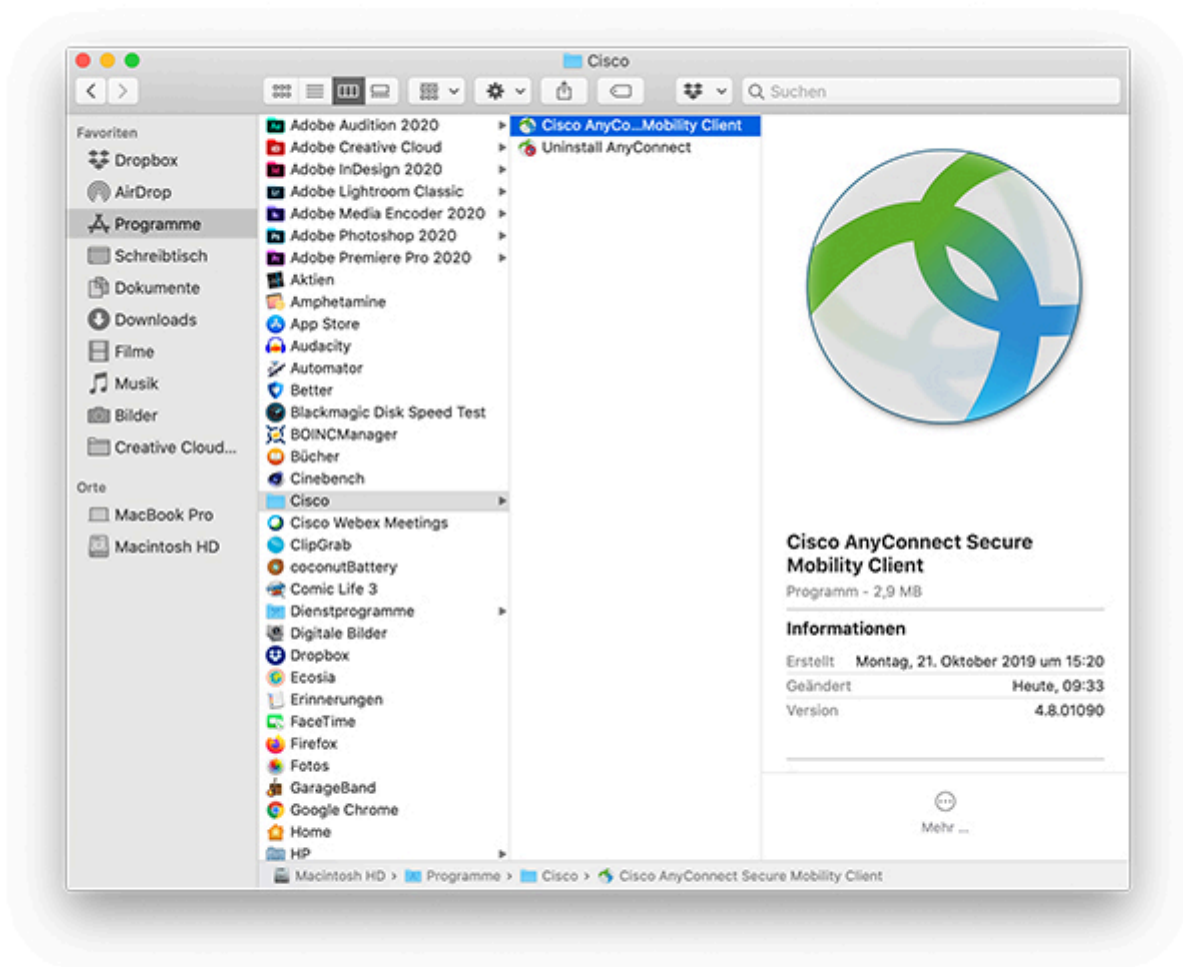 Cisco
Suchen
Favoriten
Dropbox
AirDrop
Programme
Schreibtisch
Dokumente
Downloads
Filme
Musik
Bilder
Creative Cloud...
Orte
MacBook Pro
Macintosh HD
Adobe Audition 2020
Adobe Creative Cloud
Adobe InDesign 2020
Adobe Lightroom Classic
Adobe Media Encoder 2020
Adobe Photoshop 2020
Adobe Premiere Pro 2020
Aktien
Amphetamine
App Store
Audacity
Automator
Better
Blackmagic Disk Speed Test
BOINCManager
Bücher
Cinebench
Cisco
Cisco Webex Meetings
ClipGrab
coconutBattery
Comic Life 3
Dienstprogramme
Digitale Bilder
Dropbox
Ecosia
Erinnerungen
FaceTime
Firefox
Fotos
GarageBand
Google Chrome
Home
HP
Cisco AnyCo...Mobility Client
Uninstall AnyConnect
Cisco AnyConnect Secure
Mobility Client
Programm - 2,9 MB
Informationen
Erstellt Montag, 21. Oktober 2019 um 15:20
Geändert Heute, 09:33
Version 4.8.01090
Mehr ...
Macintosh HD › Programme › Cisco › Cisco AnyConnect Secure Mobility Client